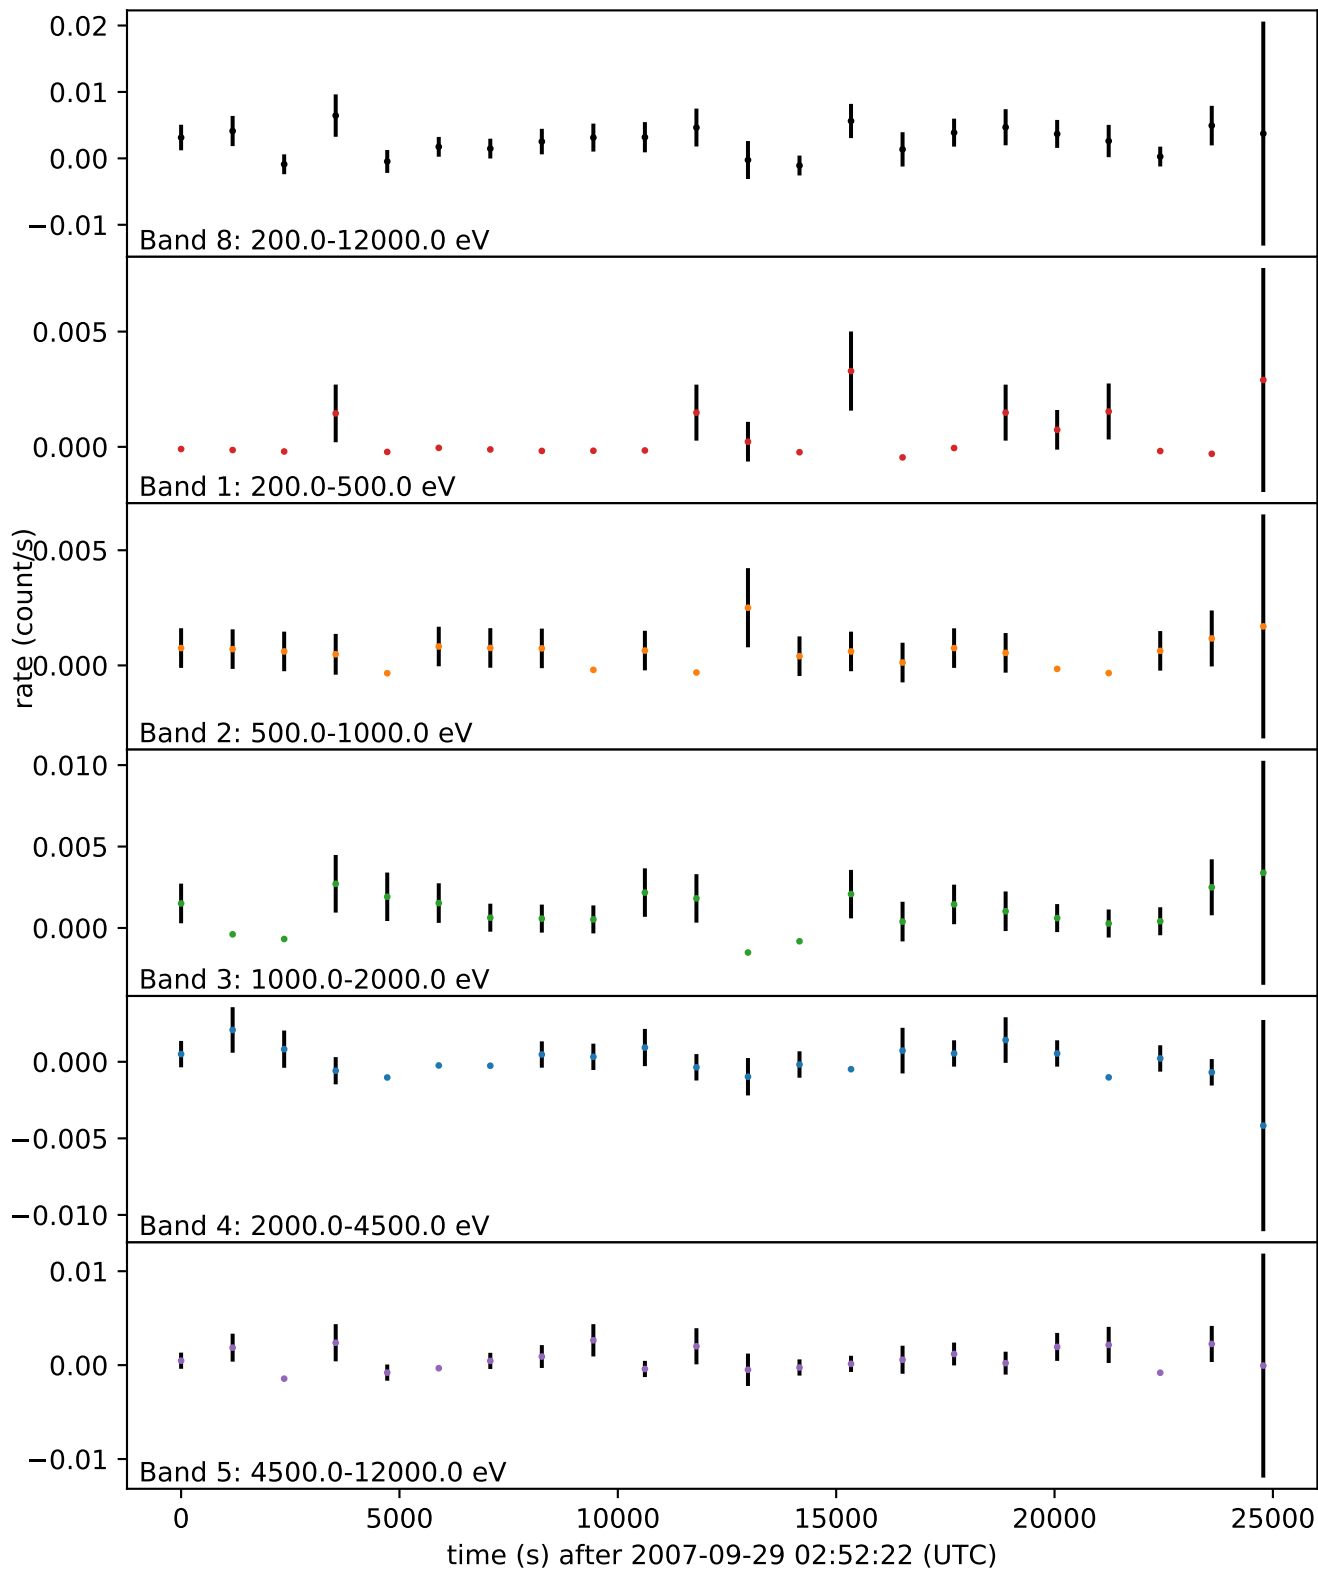 0.02
0.01
0.00
−0.01
Band 8: 200.0-12000.0 eV
0.005
0.000
Band 1: 200.0-500.0 eV
rate (count/s)
0.005
0.000
Band 2: 500.0-1000.0 eV
0.010
0.005
0.000
Band 3: 1000.0-2000.0 eV
0.000
−0.005
−0.010
Band 4: 2000.0-4500.0 eV
0.01
0.00
−0.01
Band 5: 4500.0-12000.0 eV
0 5000 10000 15000 20000 25000
time (s) after 2007-09-29 02:52:22 (UTC)